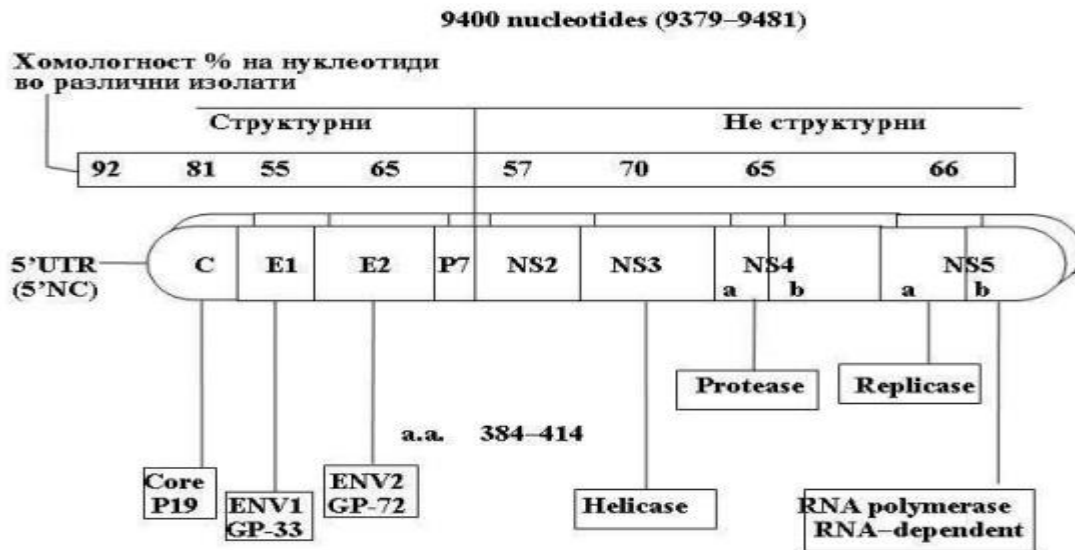 9400 nucleotides (9379–9481)
Хомологност % на нуклеотиди
во различни изолати
Структурни Не структурни
92 81 55 65 57 70 65 66
5’UTR C E1 E2 P7 NS2 NS3 NS4 NS5
(5’NC) a b a b
Protease Replicase
a.a. 384–414
Core
P19
ENV1
GP-33
ENV2
GP-72
Helicase
RNA polymerase
RNA–dependent